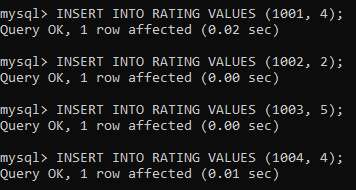 mysql> INSERT INTO RATING VALUES (1001, 4);
Query OK, 1 row affected (0.02 sec)
mysql> INSERT INTO RATING VALUES (1002, 2);
Query OK, 1 row affected (0.00 sec)
mysql> INSERT INTO RATING VALUES (1003, 5);
Query OK, 1 row affected (0.00 sec)
mysql> INSERT INTO RATING VALUES (1004, 4);
Query OK, 1 row affected (0.01 sec)